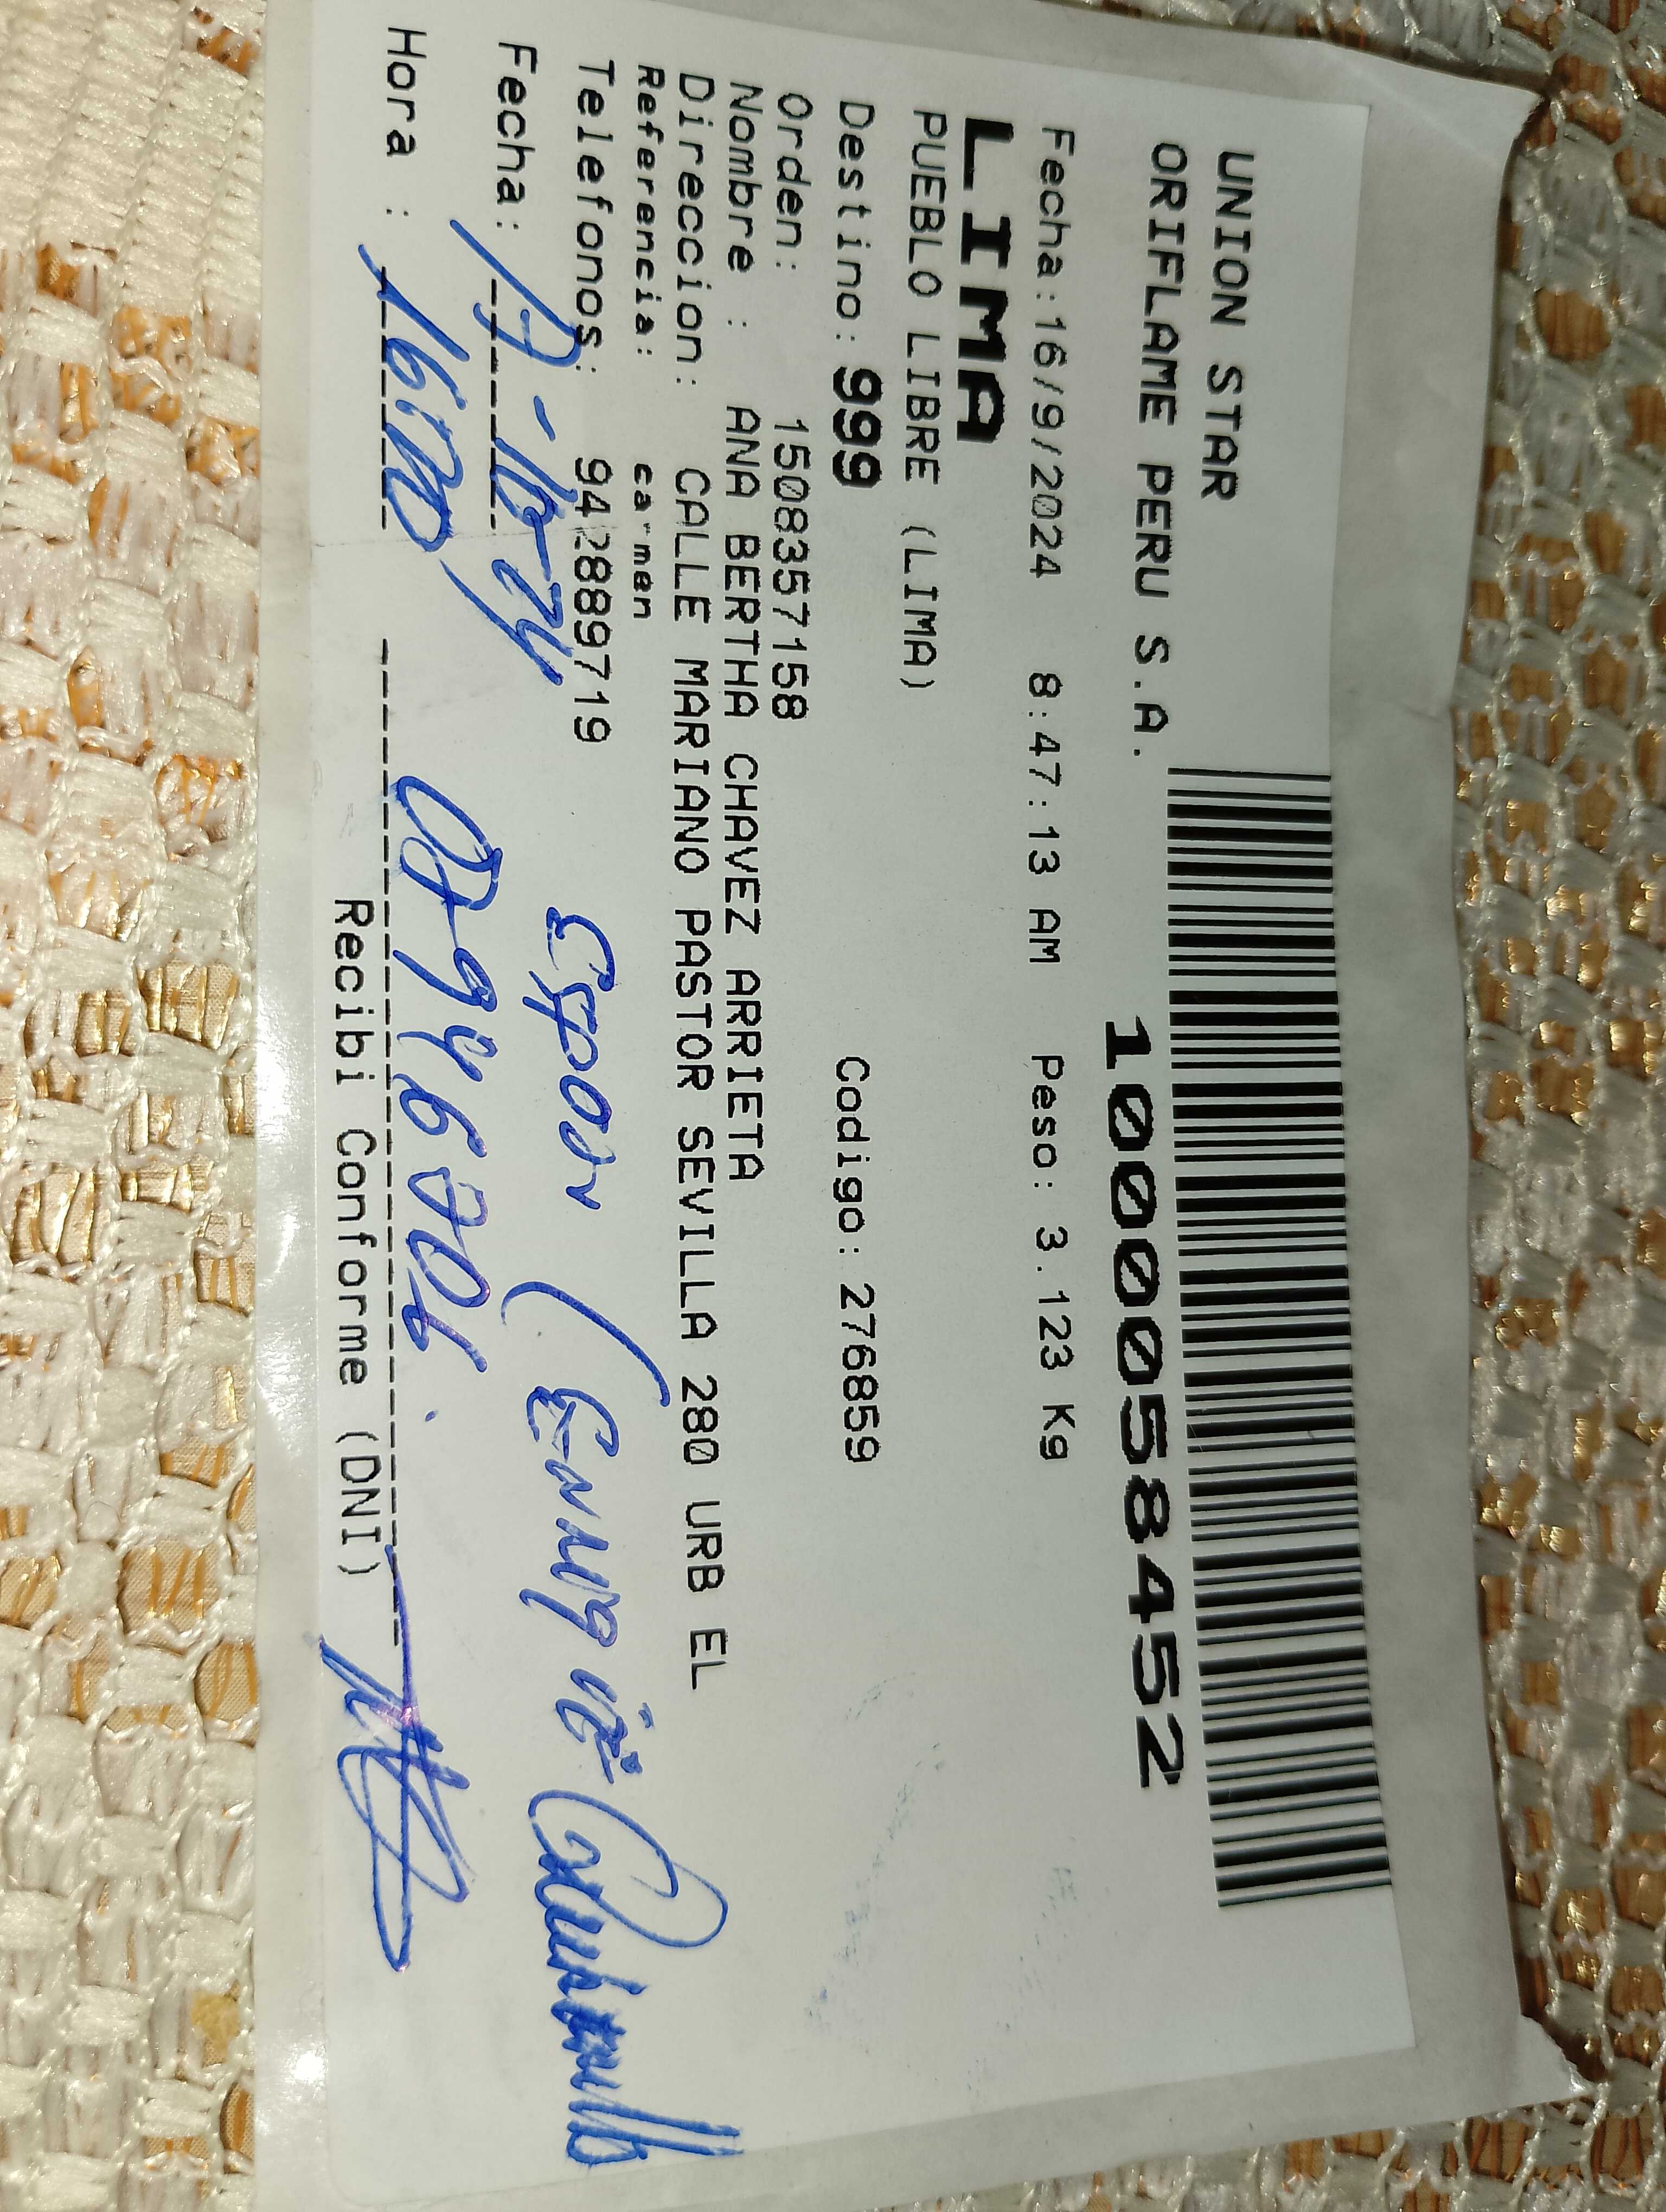 UNION STAR
ORIFLAME PERU S.A.
10000584452
Fecha:16/9/2024 8:47:13 AM Peso: 3.123 Kg
LIMA
PUEBLO LIBRE (LIMA)
Destino: 999 Codigo: 276859
Orden: 1508357158
Nombre : ANA BERTHA CHAVEZ ARRIETA
Direccion: CALLE MARIANO PASTOR SEVILLA 280 URB EL
Referencia: carmen
Telefonos: 942889719
Esposo
Fecha:
Hora :
Recibi Conforme (DNI)